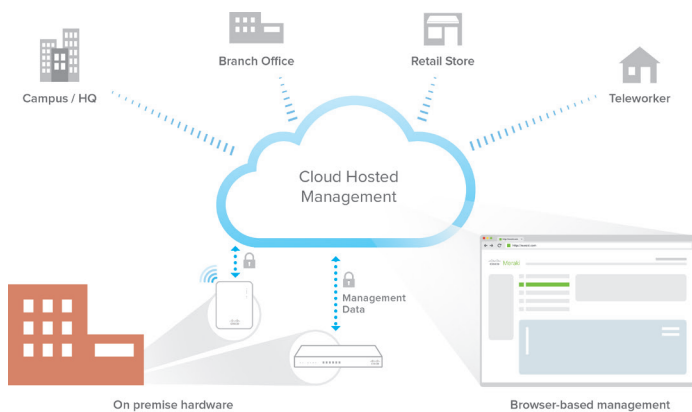 Branch Office
Retail Store
Campus / HQ
Teleworker
Cloud Hosted
Management
Meraki
Management
Data
On premise hardware
Browser-based management